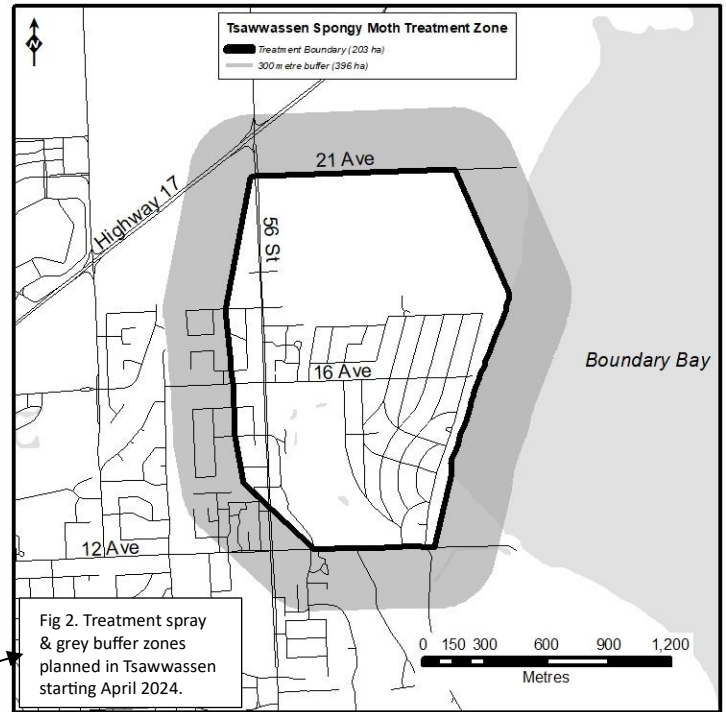 N
Tsawwassen Spongy Moth Treatment Zone
Treatment Boundary (203 ha)
300 metre buffer (396 ha)
21 Ave
Highway 17
56 St
16 Ave
Boundary Bay
12 Ave
Fig 2. Treatment spray
& grey buffer zones
planned in Tsawwassen
starting April 2024.
0 150 300 600 900 1,200
Metres